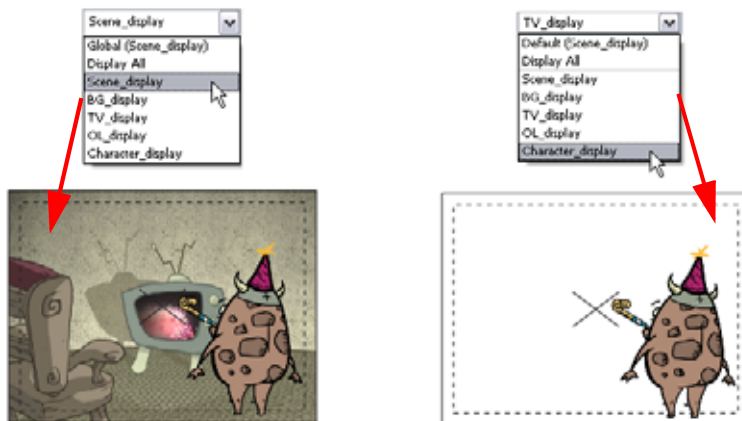 Scene_display
Global (Scene_display)
Display All
Scene_display
BG_display
TV_display
OL_display
Character_display
TV_display
Default (Scene_display)
Display All
Scene_display
BG_display
TV_display
OL_display
Character_display